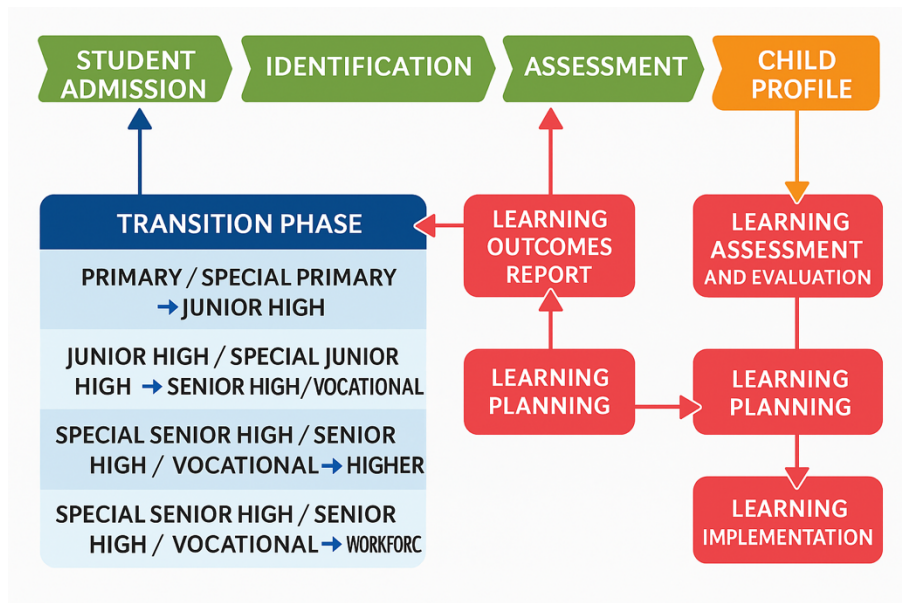 STUDENT
ADMISSION
IDENTIFICATION
ASSESSMENT
CHILD
PROFILE
TRANSITION PHASE
PRIMARY / SPECIAL PRIMARY
→ JUNIOR HIGH
JUNIOR HIGH / SPECIAL JUNIOR
HIGH → SENIOR HIGH/VOCATIONAL
SPECIAL SENIOR HIGH / SENIOR
HIGH / VOCATIONAL → HIGHER
SPECIAL SENIOR HIGH / SENIOR
HIGH / VOCATIONAL → WORKFORC
LEARNING
OUTCOMES
REPORT
LEARNING
PLANNING
LEARNING
ASSESSMENT
AND EVALUATION
LEARNING
PLANNING
LEARNING
IMPLEMENTATION